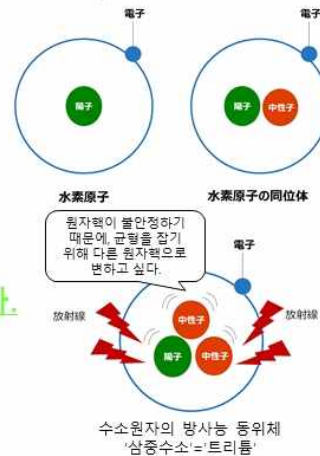 電子
電子
陽子
陽子
中性子
水素原子
水素原子の同位体
원자핵이 불안정하기
때문에, 균형을 잡기
위해 다른 원자핵으로
변하고 싶다.
電子
放射線
放射線
中性子
陽子
中性子
수소원자의 방사능 동위체
'삼중수소'='트리튬'